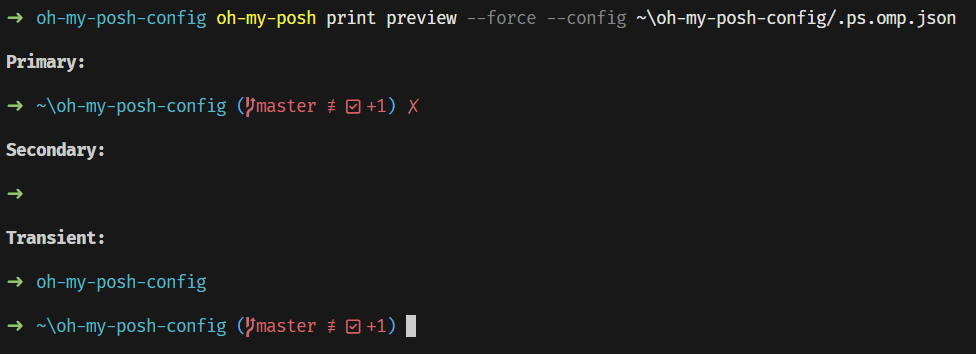 ➜ oh-my-posh-config oh-my-posh print preview --force --config ~\oh-my-posh-config/.ps.omp.json
Primary:
➜ ~\oh-my-posh-config (master ≢ ☑ +1) ✗
Secondary:
➜
Transient:
➜ oh-my-posh-config
➜ ~\oh-my-posh-config (master ≢ ☑ +1)